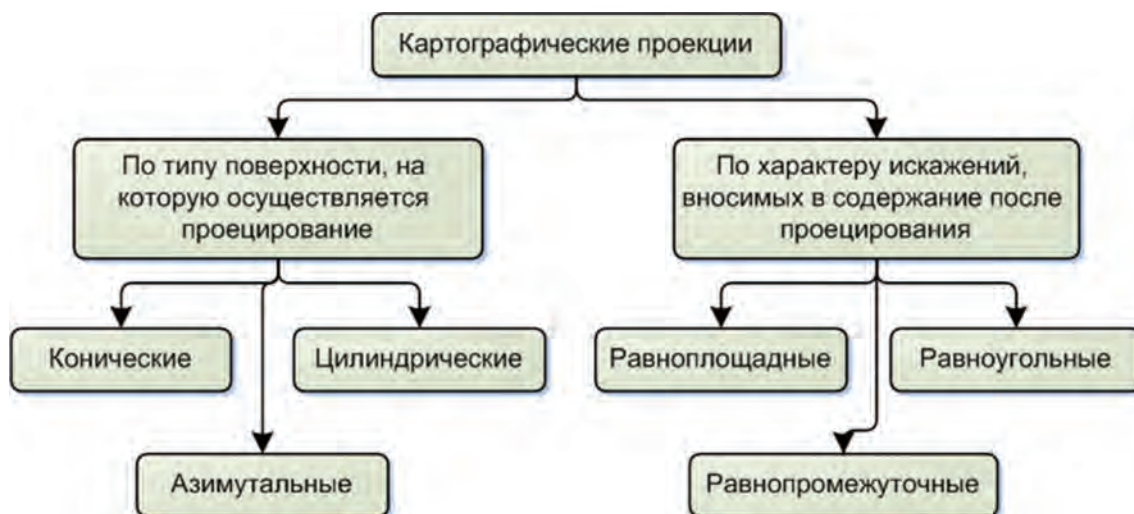 Картографические проекции
По типу поверхности, на
которую осуществляется
проецирование
По характеру искажений,
вносимых в содержание после
проецирования
Конические
Цилиндрические
Равноплощадные
Равноугольные
Азимутальные
Равнопромежуточные